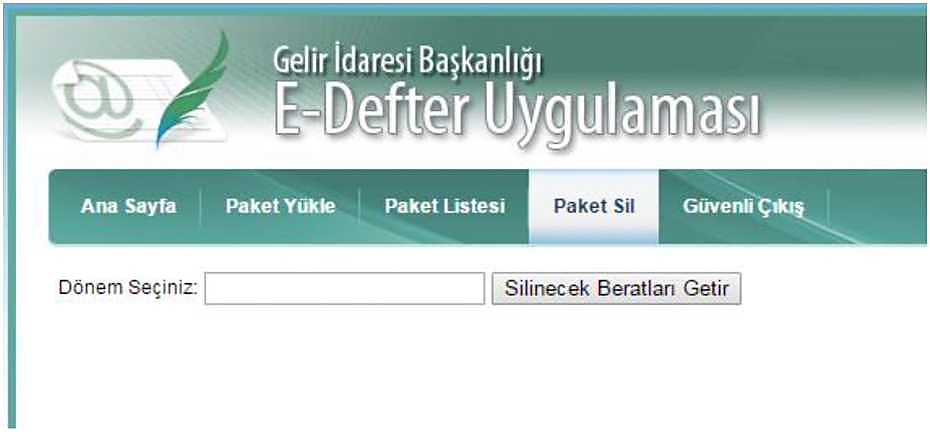 Gelir İdaresi Başkanlığı
E-Defter Uygulaması
Ana Sayfa Paket Yükle Paket Listesi Paket Sil Güvenli Çıkış
Dönem Seçiniz: Silinecek Beratları Getir